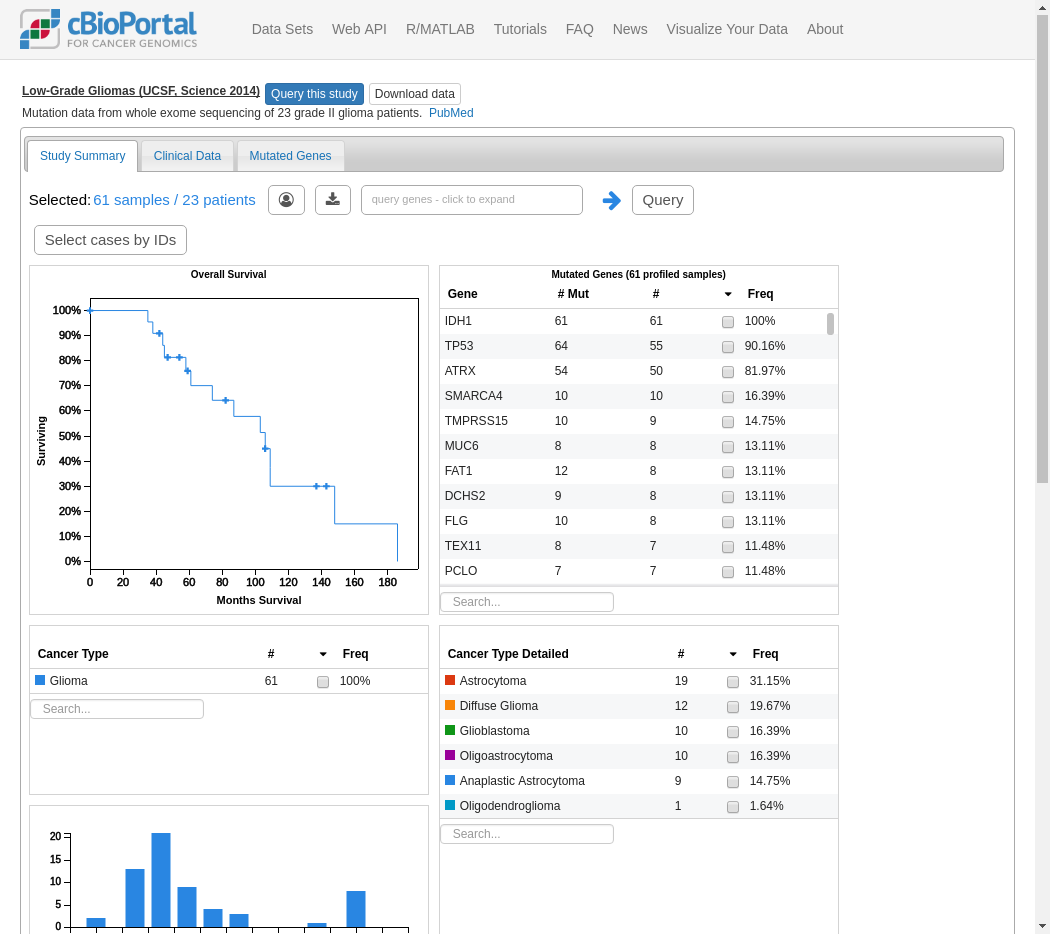 cBioPortal
FOR CANCER GENOMICS
Data Sets Web API R/MATLAB Tutorials FAQ News Visualize Your Data About
Low-Grade Gliomas (UCSF, Science 2014) Query this study Download data
Mutation data from whole exome sequencing of 23 grade II glioma patients. PubMed
Study Summary Clinical Data Mutated Genes
Selected: 61 samples / 23 patients query genes - click to expand Query
Select cases by IDs
Overall Survival
100%
90%
80%
70%
60%
50%
40%
30%
20%
10%
0%
Surviving
0 20 40 60 80 100 120 140 160 180
Months Survival
Mutated Genes (61 profiled samples)
Gene # Mut # Freq
IDH1 61 61 100%
TP53 64 55 90.16%
ATRX 54 50 81.97%
SMARCA4 10 10 16.39%
TMPRSS15 10 9 14.75%
MUC6 8 8 13.11%
FAT1 12 8 13.11%
DCHS2 9 8 13.11%
FLG 10 8 13.11%
TEX11 8 7 11.48%
PCLO 7 7 11.48%
Search...
Cancer Type # Freq
Glioma 61 100%
Search...
Cancer Type Detailed # Freq
Astrocytoma 19 31.15%
Diffuse Glioma 12 19.67%
Glioblastoma 10 16.39%
Oligoastrocytoma 10 16.39%
Anaplastic Astrocytoma 9 14.75%
Oligodendroglioma 1 1.64%
Search...
20
15
10
5
0